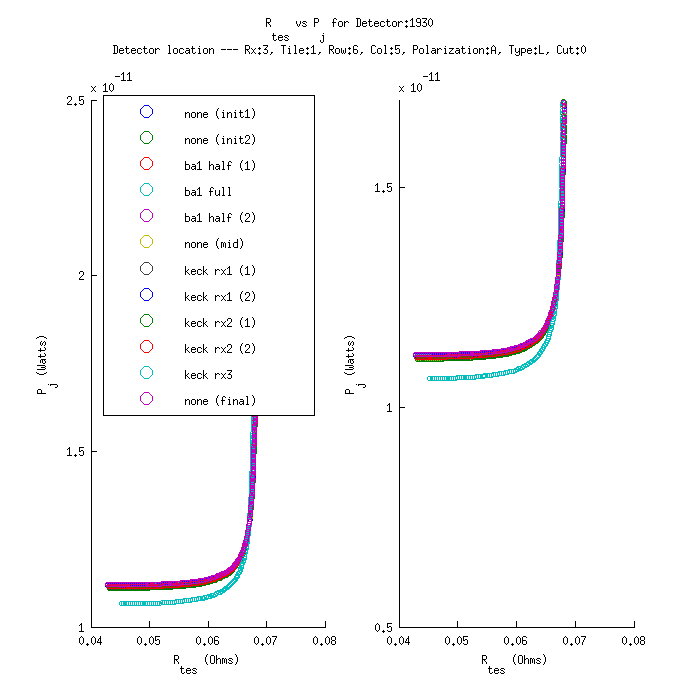 R    vs P  for Detector:1930
tes      j
Detector location --- Rx:3, Tile:1, Row:6, Col:5, Polarization:A, Type:L, Cut:0
x 10^-11
2.5
2
1.5
1
P_j (Watts)
0.04 0.05 0.06 0.07 0.08
R_tes (Ohms)
none (init1)
none (init2)
ba1 half (1)
ba1 full
ba1 half (2)
none (mid)
keck rx1 (1)
keck rx1 (2)
keck rx2 (1)
keck rx2 (2)
keck rx3
none (final)
x 10^-11
1.5
1
0.5
P_j (Watts)
0.04 0.05 0.06 0.07 0.08
R_tes (Ohms)